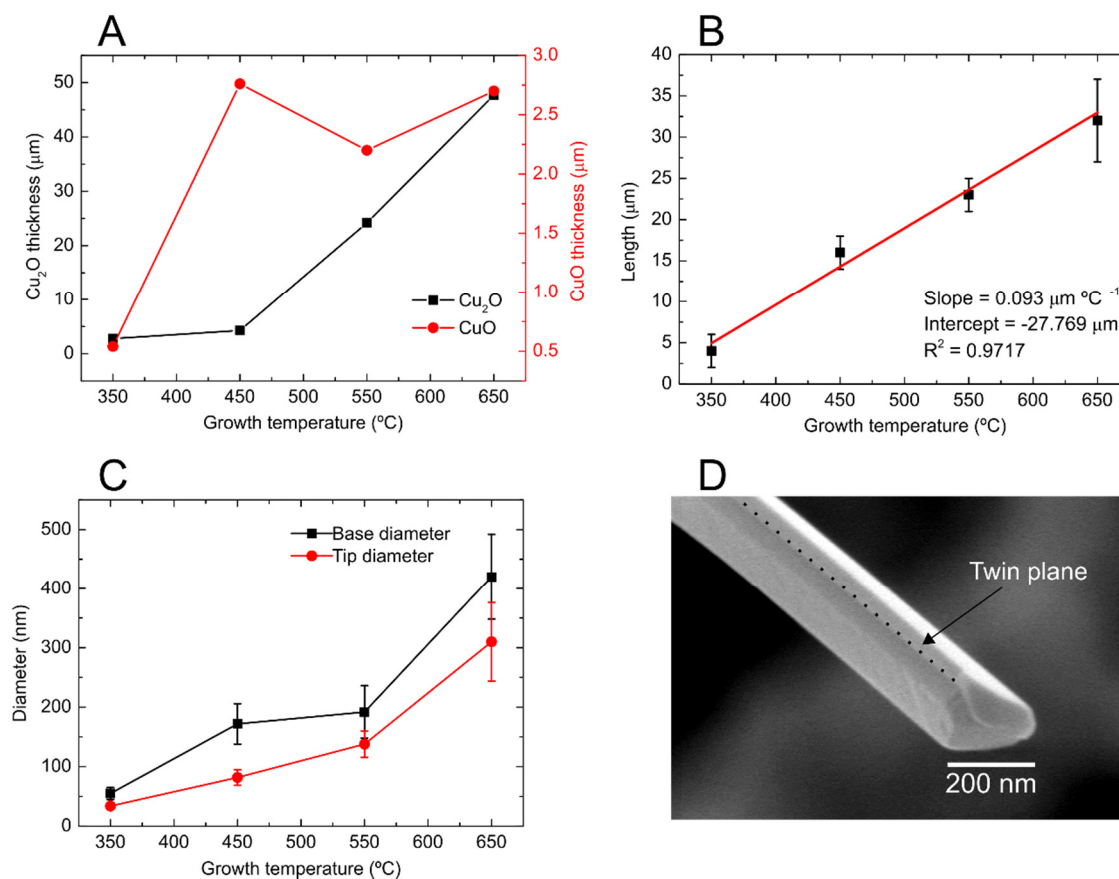 A
Cu2O thickness (μm)
50
40
30
20
10
0
3.0
2.5
2.0
1.5
1.0
0.5
CuO thickness (μm)
Cu2O
CuO
350 400 450 500 550 600 650
Growth temperature (ºC)
B
Length (μm)
40
35
30
25
20
15
10
5
0
Slope = 0.093 μm ºC -1
Intercept = -27.769 μm
R2 = 0.9717
350 400 450 500 550 600 650
Growth temperature (ºC)
C
Diameter (nm)
500
400
300
200
100
0
Base diameter
Tip diameter
350 400 450 500 550 600 650
Growth temperature (ºC)
D
Twin plane
200 nm